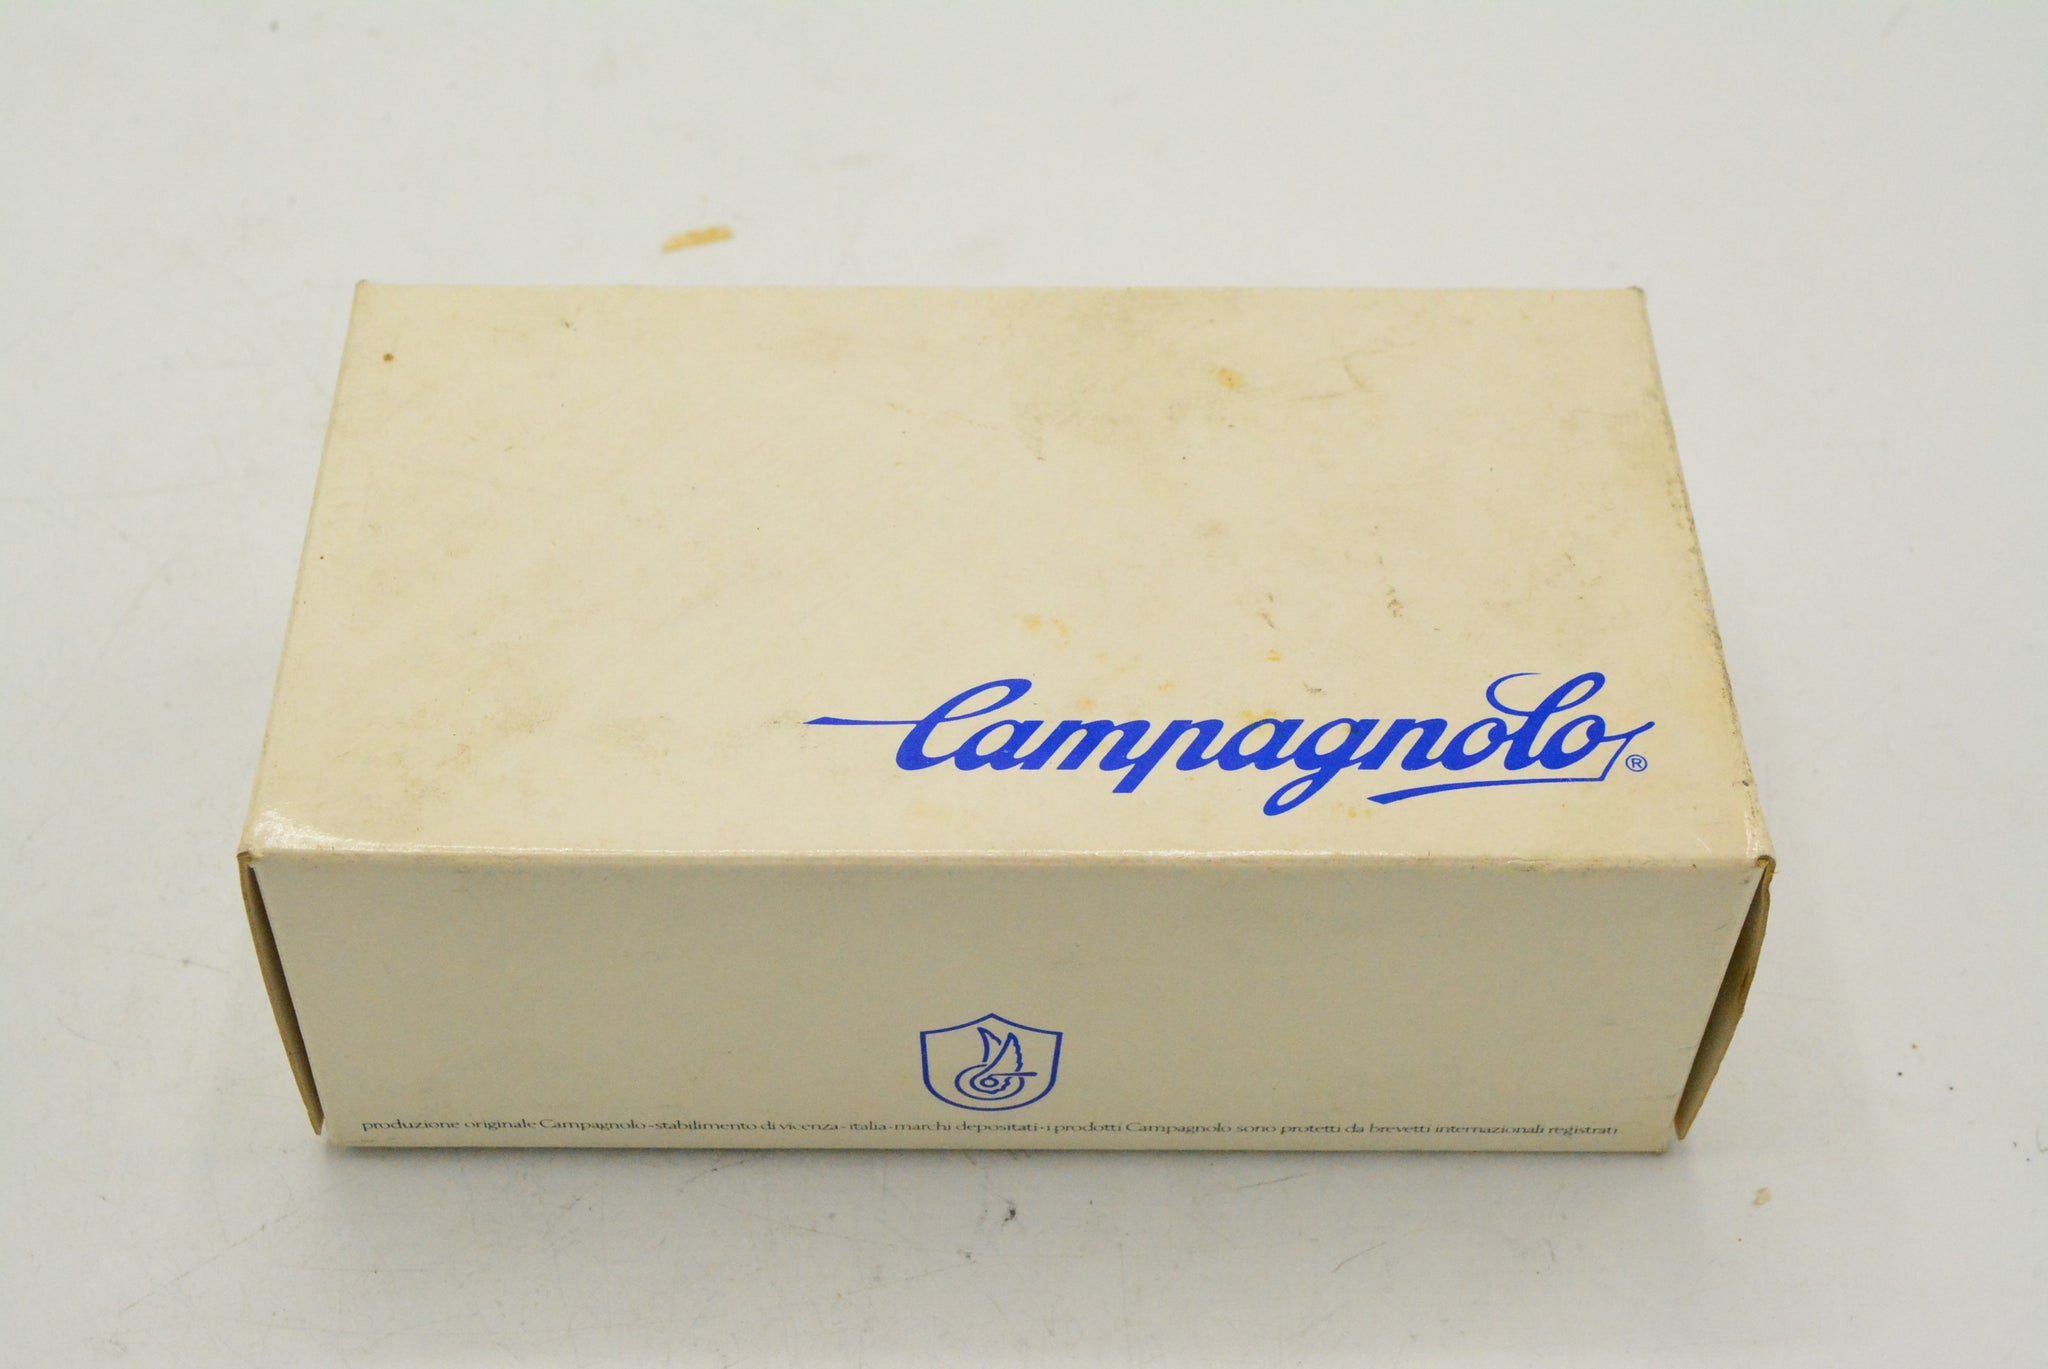 Campagnolo®
produzione originale Campagnolo-stabilimento di vicenza-italia·marchi depositati·i prodotti Campagnolo sono protetti da brevetti internazionali registrati